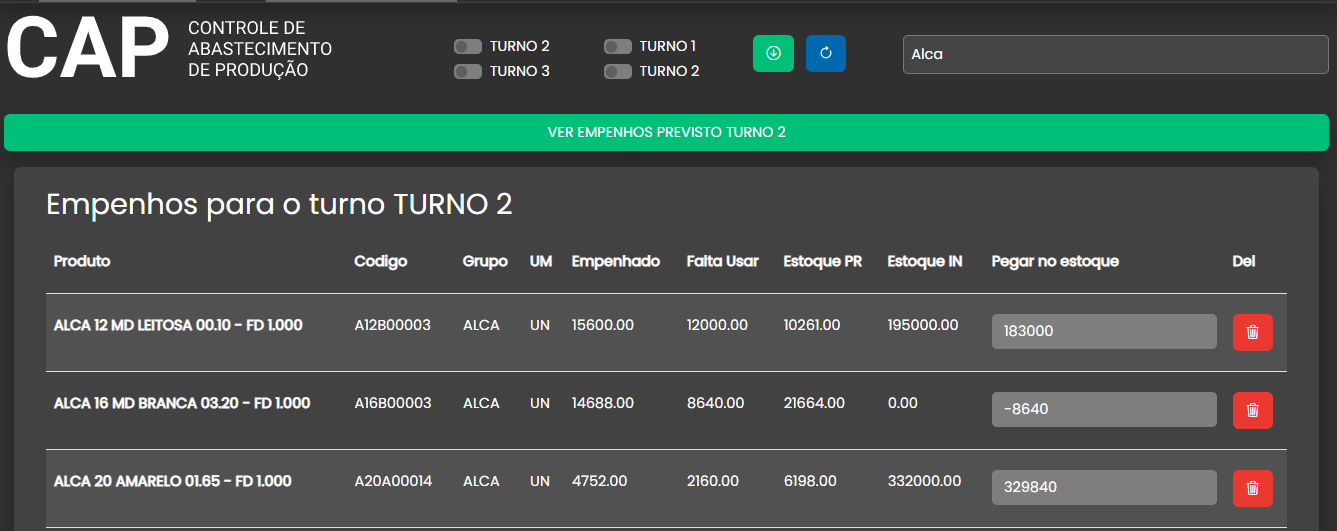 CAP
CONTROLE DE
ABASTECIMENTO
DE PRODUÇÃO
TURNO 2 TURNO 1
TURNO 3 TURNO 2
Alca
VER EMPENHOS PREVISTO TURNO 2
Empenhos para o turno TURNO 2
Produto Codigo Grupo UM Empenhado Falta Usar Estoque PR Estoque IN Pegar no estoque Del
ALCA 12 MD LEITOSA 00.10 - FD 1.000 A12B00003 ALCA UN 15600.00 12000.00 10261.00 195000.00 183000
ALCA 16 MD BRANCA 03.20 - FD 1.000 A16B00003 ALCA UN 14688.00 8640.00 21664.00 0.00 -8640
ALCA 20 AMARELO 01.65 - FD 1.000 A20A00014 ALCA UN 4752.00 2160.00 6198.00 332000.00 329840